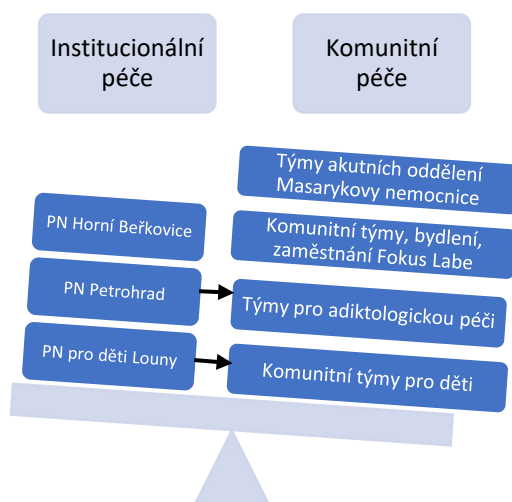 Institucionální
péče
Komunitní
péče
Týmy akutních oddělení
Masarykovy nemocnice
PN Horní Beřkovice
Komunitní týmy, bydlení,
zaměstnání Fokus Labe
PN Petrohrad
Týmy pro adiktologickou péči
PN pro děti Louny
Komunitní týmy pro děti